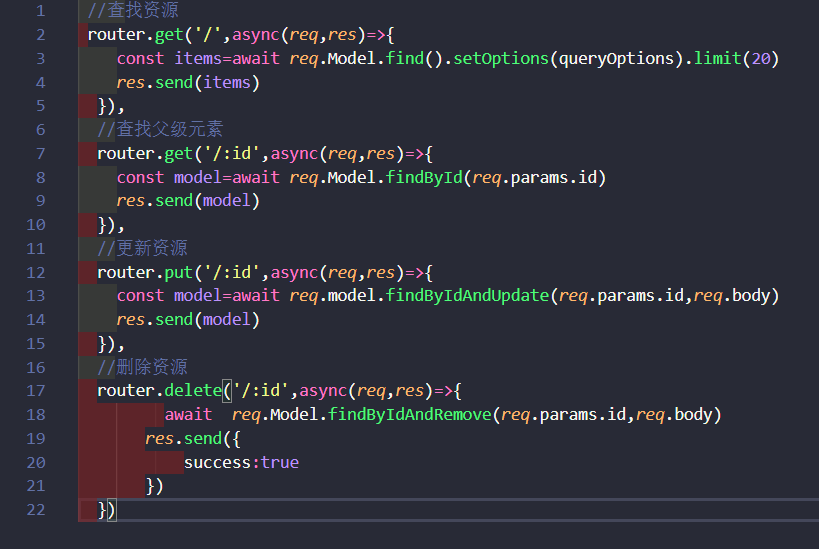 1 //查找资源
2 router.get('/',async(req,res)=>{
3 const items=await req.Model.find().setOptions(queryOptions).limit(20)
4 res.send(items)
5 }),
6 //查找父级元素
7 router.get('/:id',async(req,res)=>{
8 const model=await req.Model.findById(req.params.id)
9 res.send(model)
10 }),
11 //更新资源
12 router.put('/:id',async(req,res)=>{
13 const model=await req.model.findByIdAndUpdate(req.params.id,req.body)
14 res.send(model)
15 }),
16 //删除资源
17 router.delete('/:id',async(req,res)=>{
18 await  req.Model.findByIdAndRemove(req.params.id,req.body)
19 res.send({
20 success:true
21 })
22 })